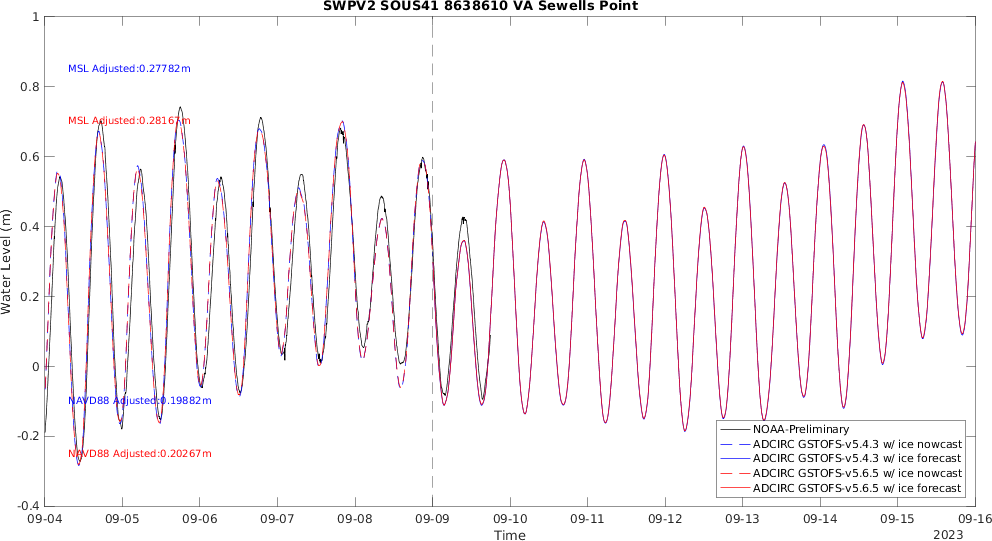 SWPV2 SOUS41 8638610 VA Sewells Point
Water Level (m)
1
0.8
0.6
0.4
0.2
0
-0.2
-0.4
MSL Adjusted:0.27782m
MSL Adjusted:0.28167m
NAVD88 Adjusted:0.19882m
NAVD88 Adjusted:0.20267m
NOAA-Preliminary
ADCIRC GSTOFS-v5.4.3 w/ ice nowcast
ADCIRC GSTOFS-v5.4.3 w/ ice forecast
ADCIRC GSTOFS-v5.6.5 w/ ice nowcast
ADCIRC GSTOFS-v5.6.5 w/ ice forecast
09-04 09-05 09-06 09-07 09-08 09-09 09-10 09-11 09-12 09-13 09-14 09-15 09-16
Time
2023